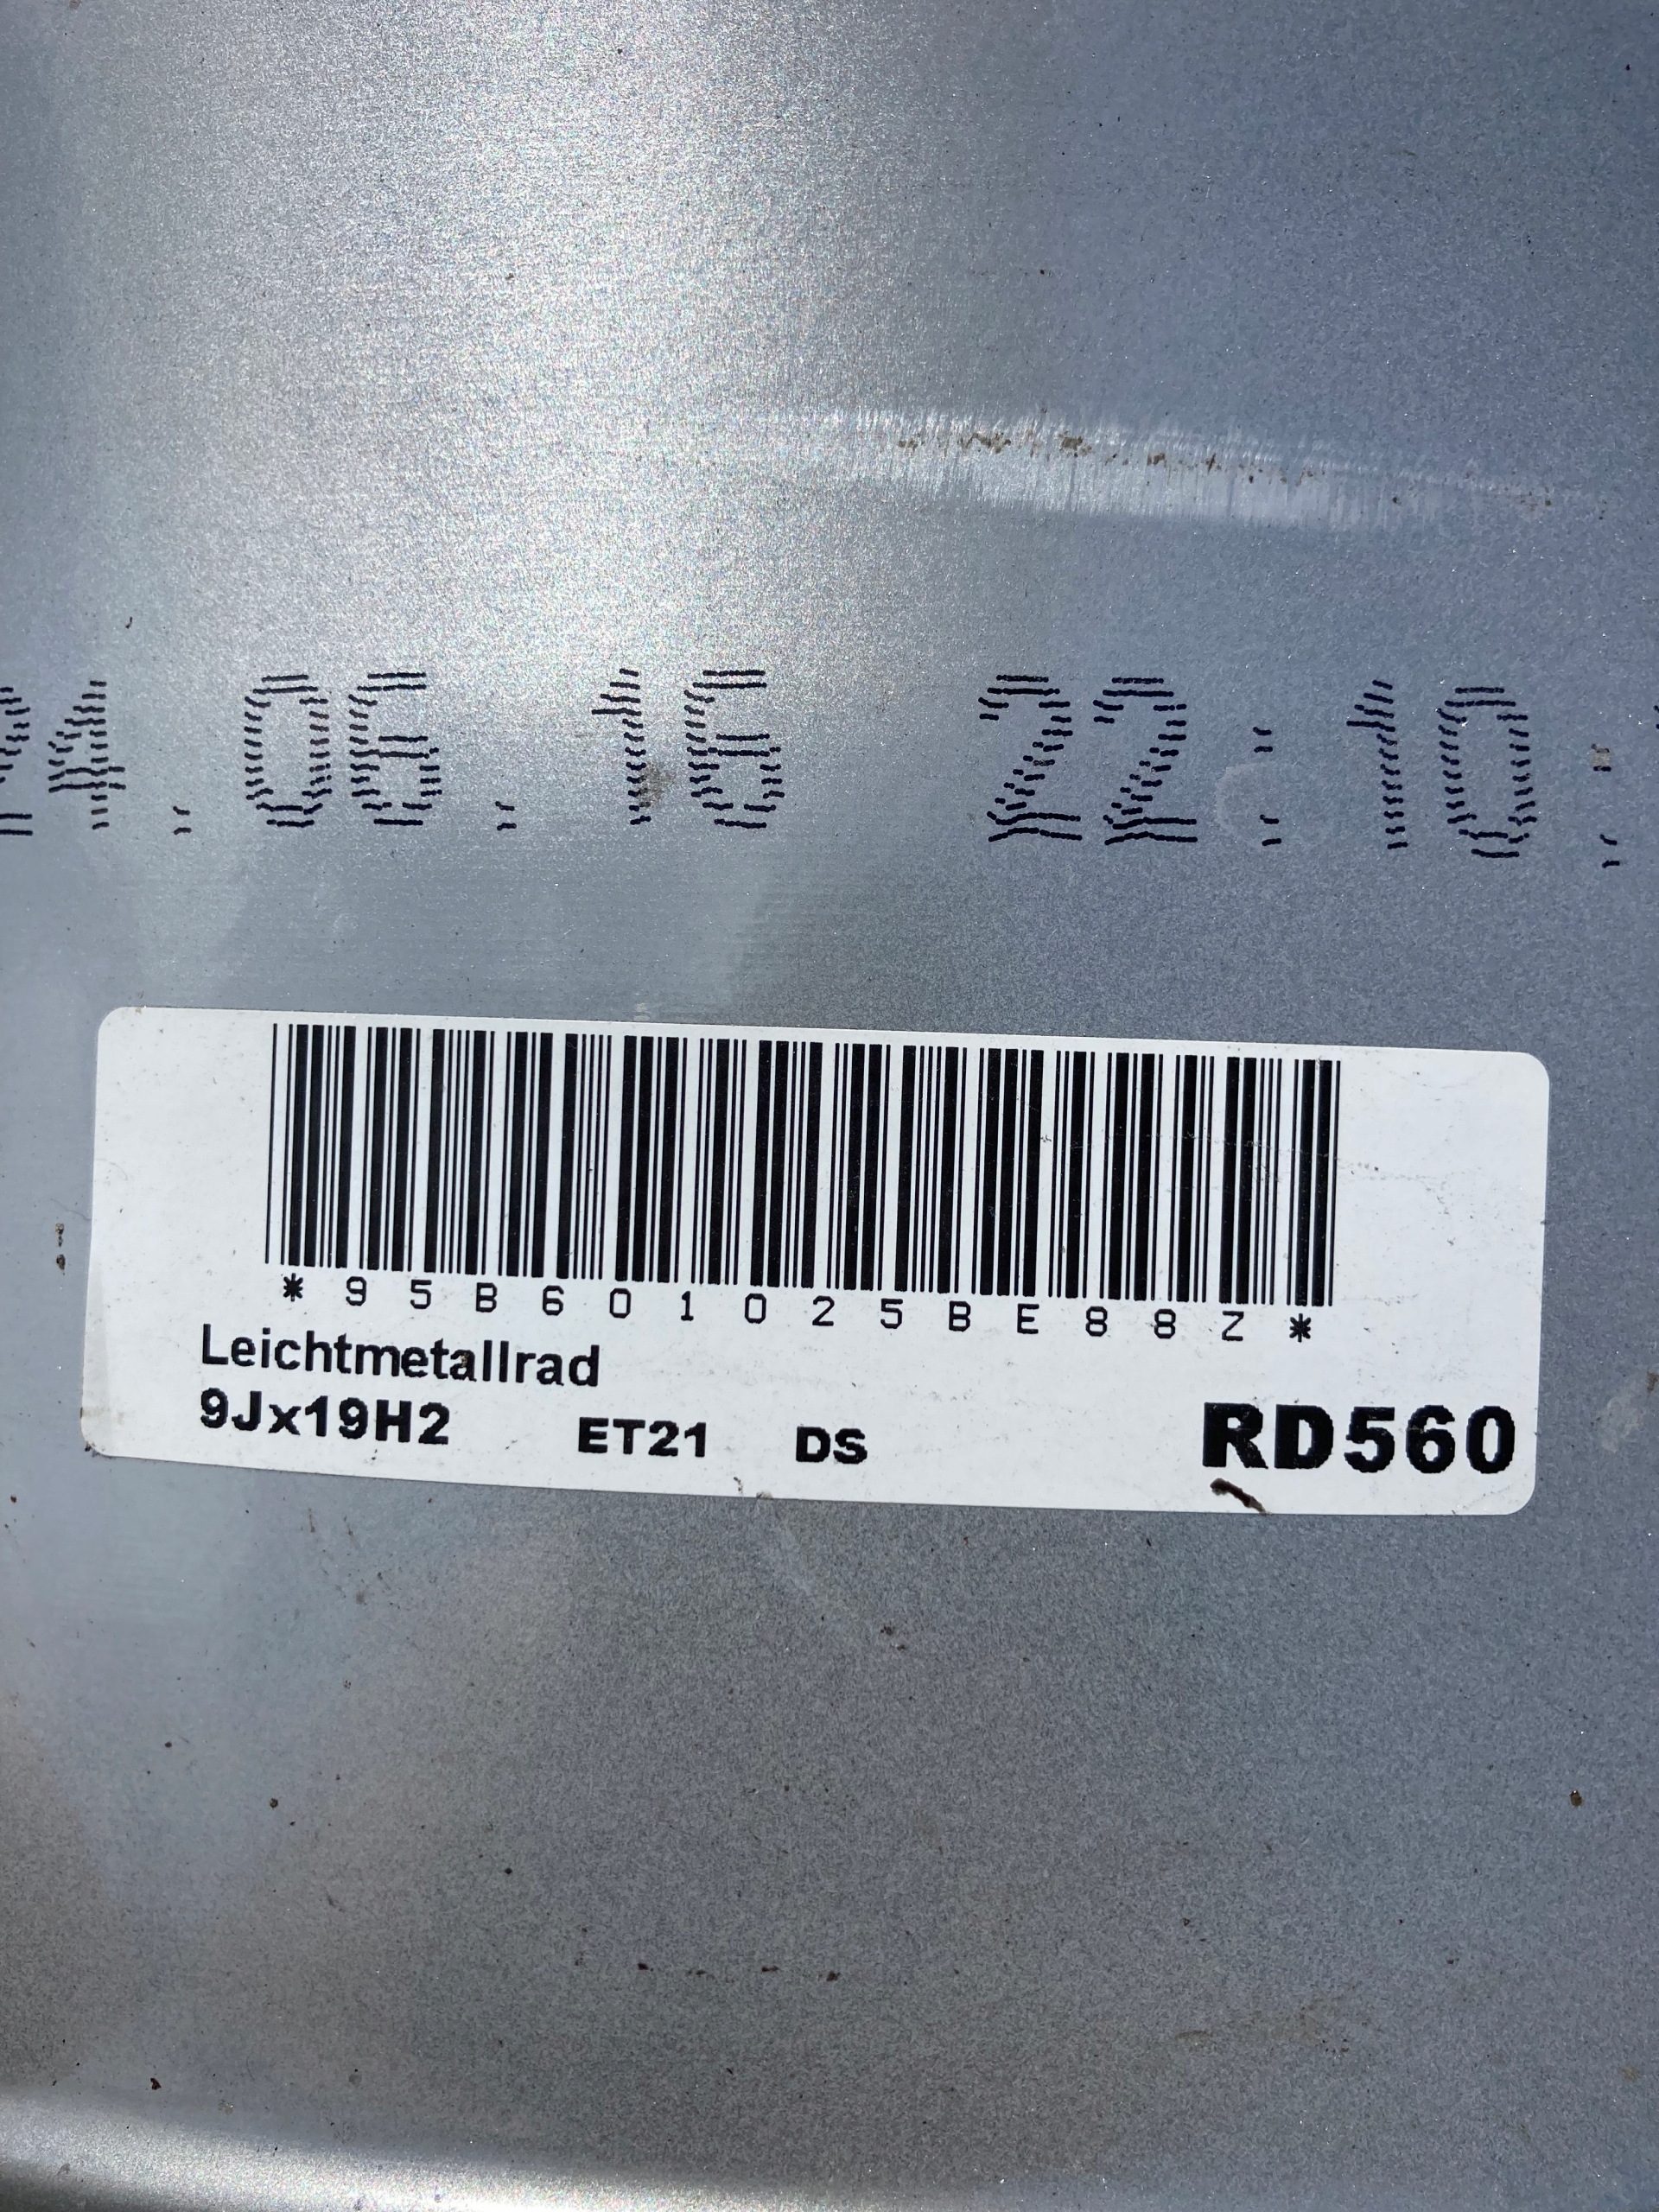 24.06.16 22:10
*95B601025BE88Z*
Leichtmetallrad
9Jx19H2 ET21 DS RD560